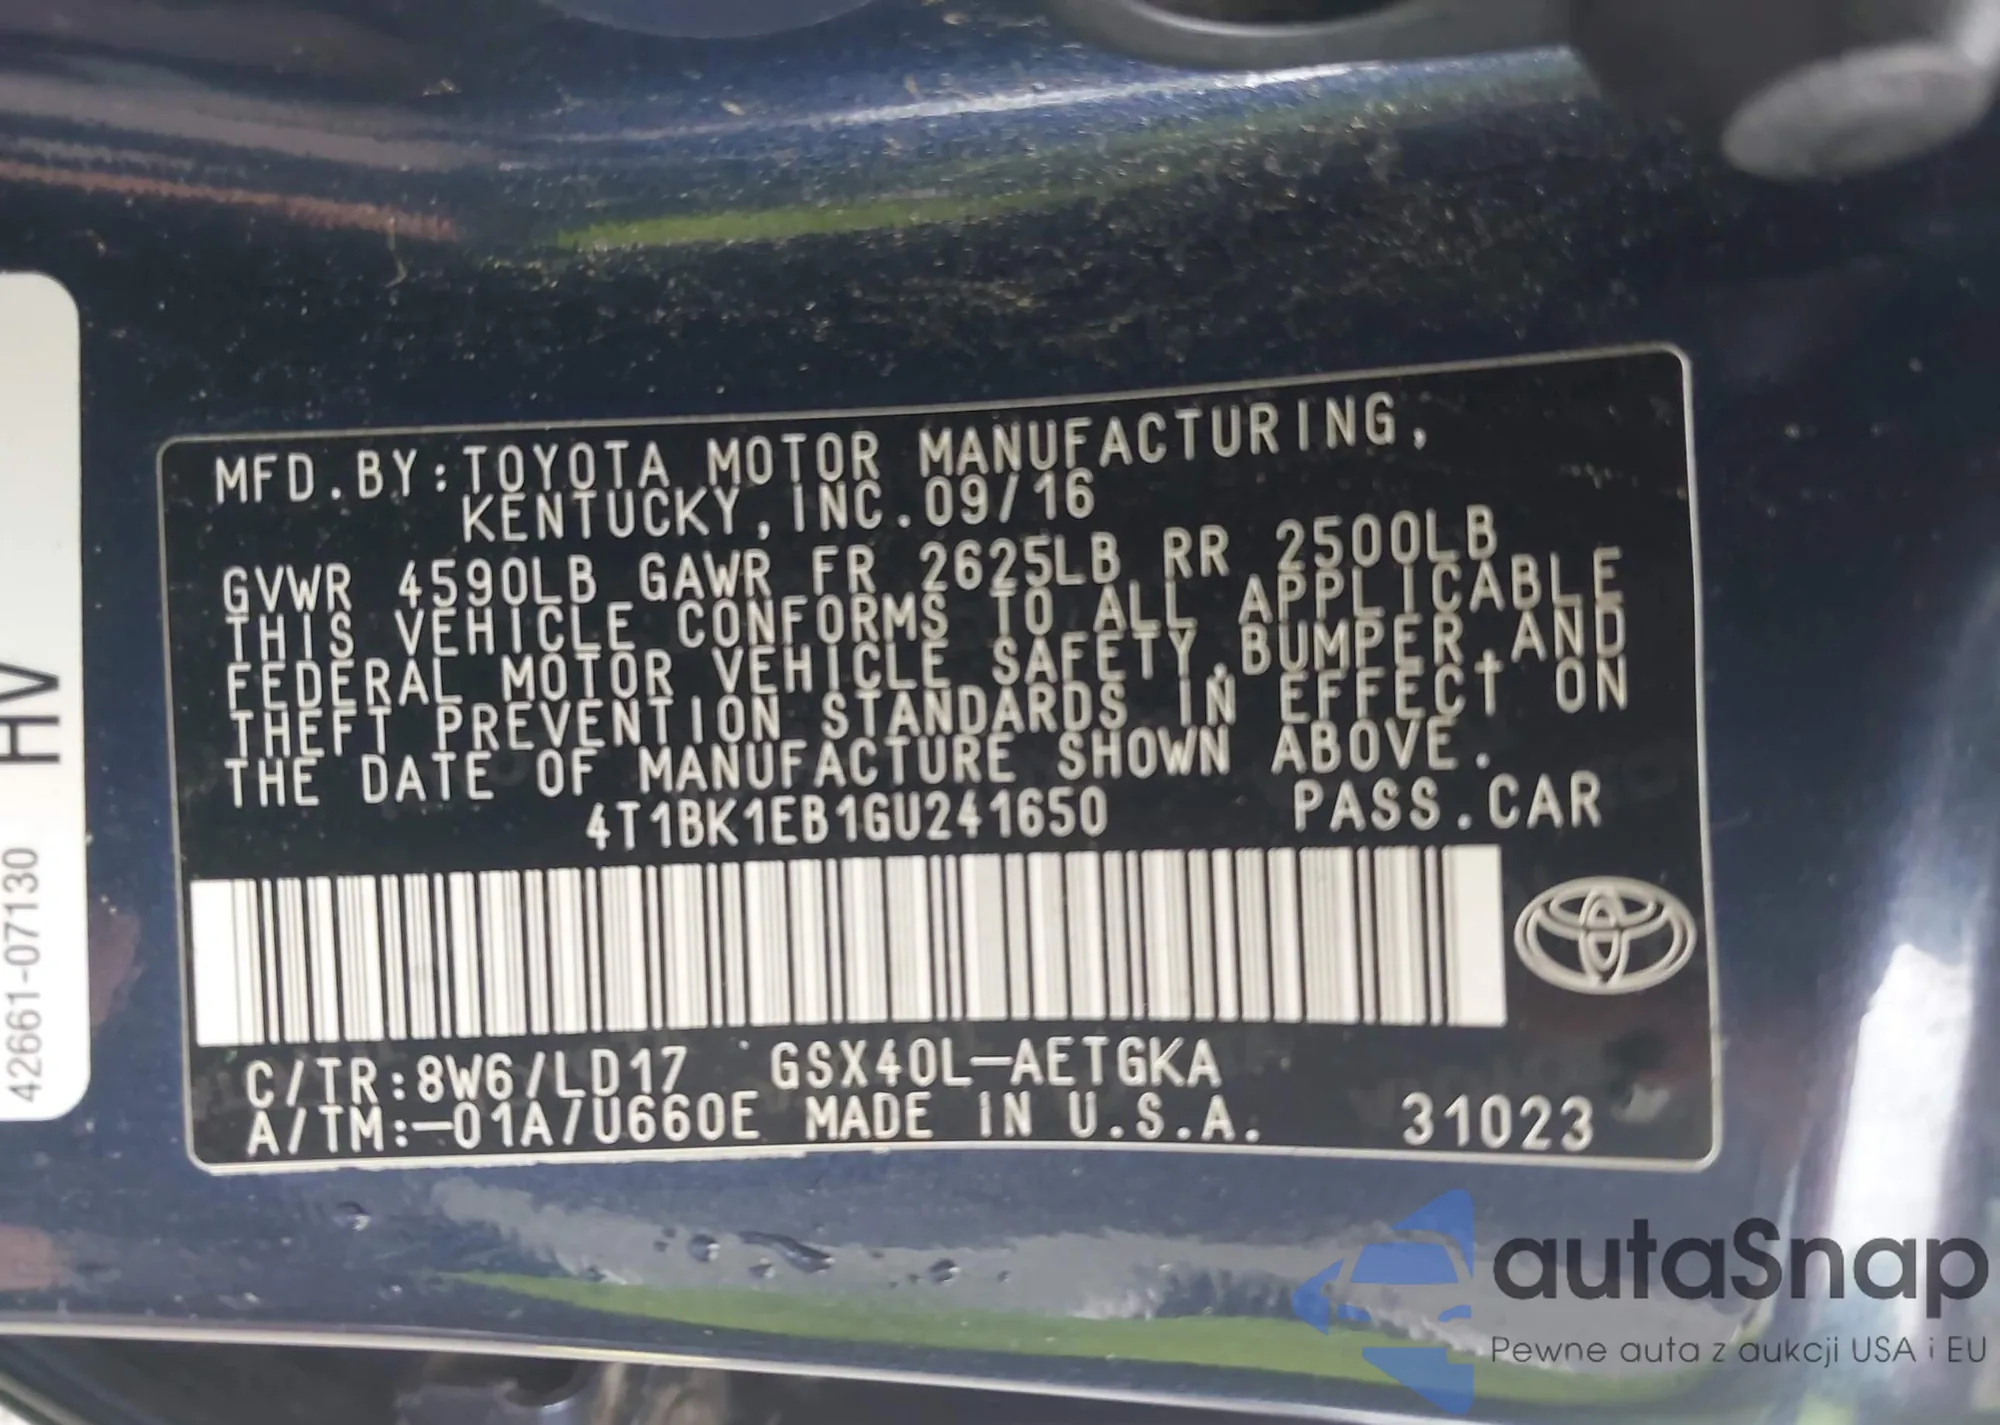 MFD.BY:TOYOTA MOTOR MANUFACTURING,
KENTUCKY,INC.09/16
GVWR 4590LB GAWR FR 2625LB RR 2500LB
THIS VEHICLE CONFORMS TO ALL APPLICABLE
FEDERAL MOTOR VEHICLE SAFETY,BUMPER,AND
THEFT PREVENTION STANDARDS IN EFFECT ON
THE DATE OF MANUFACTURE SHOWN ABOVE.
4T1BK1EB1GU241650 PASS.CAR
C/TR:8W6/LD17 GSX40L-AETGKA
A/TM:-01A/U660E MADE IN U.S.A. 31023
HV
42661-07130
autaSnap
Pewne auta z aukcji USA i EU